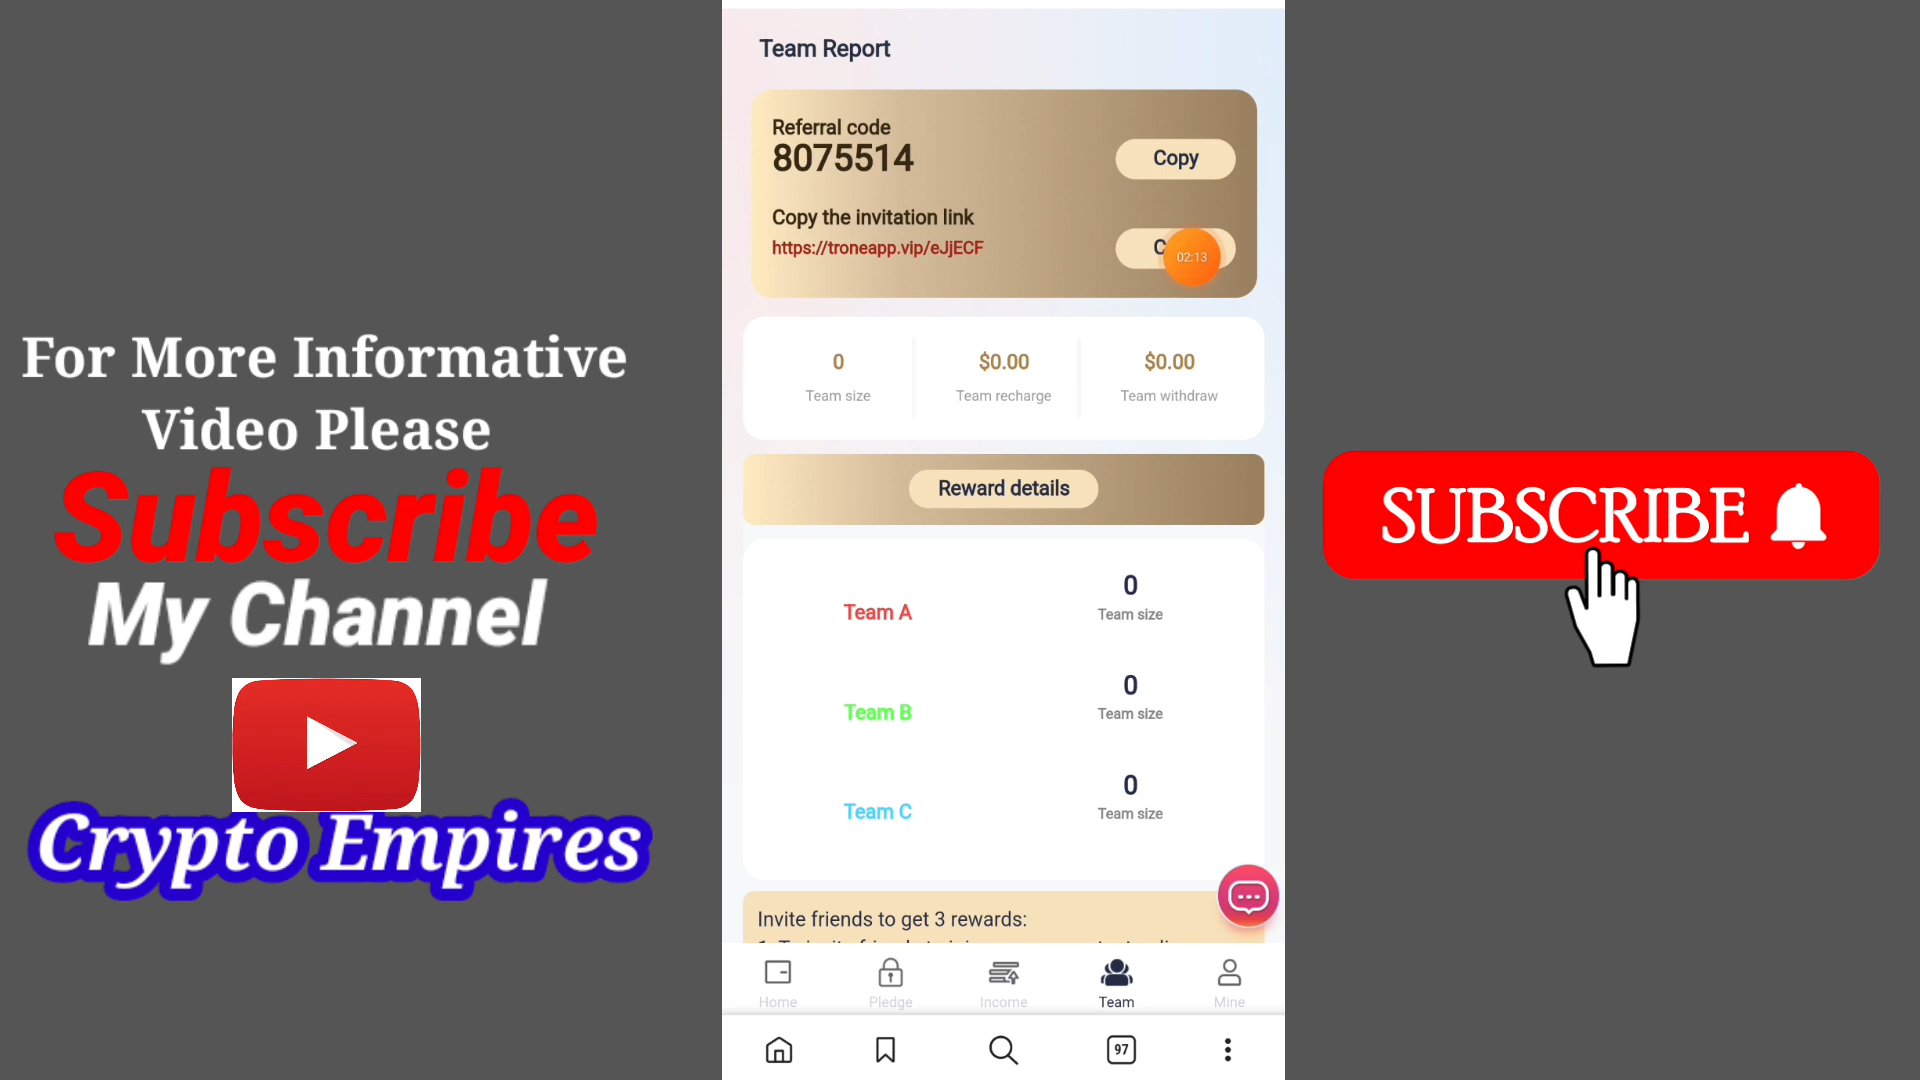 For More Informative
Video Please
Subscribe
My Channel
Crypto Empires
Team Report
Referral code
8075514
Copy
Copy the invitation link
https://troneapp.vip/eJjECF
02:13
0
Team size
$0.00
Team recharge
$0.00
Team withdraw
Reward details
Team A
0
Team size
Team B
0
Team size
Team C
0
Team size
Invite friends to get 3 rewards:
Home
Pledge
Income
Team
Mine
97
SUBSCRIBE